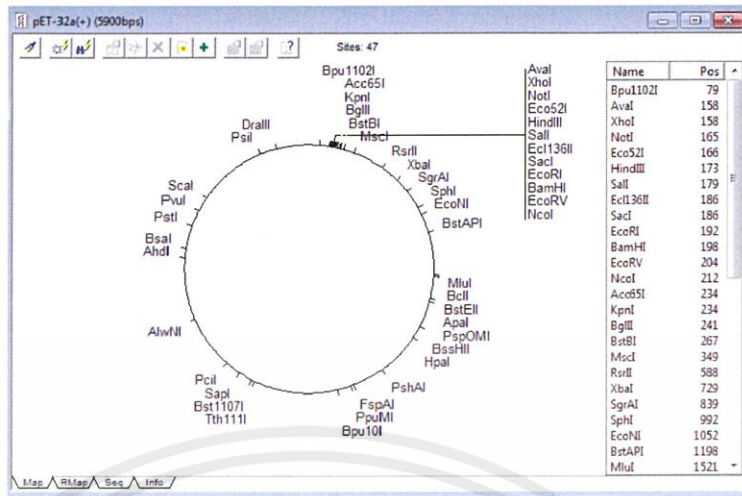 pET-32a(+) (5900bps)
Sites: 47
Bpu1102I
Acc65I
KpnI
BglII
BstBI
MscI
RsrII
XbaI
SgrAI
SphI
EcoNI
BstAPI
MluI
BclI
BstEII
ApaI
PspOMI
BssHII
HpaI
PshAI
FspAI
PpuMI
Bpu10I
Tth111I
Bst1107I
SapI
PciI
AlwNI
AhdI
BsaI
PstI
PvuI
ScaI
PsiI
DraIII
AvaI
XhoI
NotI
Eco52I
HindIII
SalI
Ecl136II
SacI
EcoRI
BamHI
EcoRV
NcoI
Name Pos
Bpu1102I 79
AvaI 158
XhoI 158
NotI 165
Eco52I 166
HindIII 173
SalI 179
Ecl136II 186
SacI 186
EcoRI 192
BamHI 198
EcoRV 204
NcoI 212
Acc65I 234
KpnI 234
BglII 241
BstBI 267
MscI 349
RsrII 588
XbaI 729
SgrAI 839
SphI 992
EcoNI 1052
BstAPI 1198
MluI 1521
Map RMap Seq Info